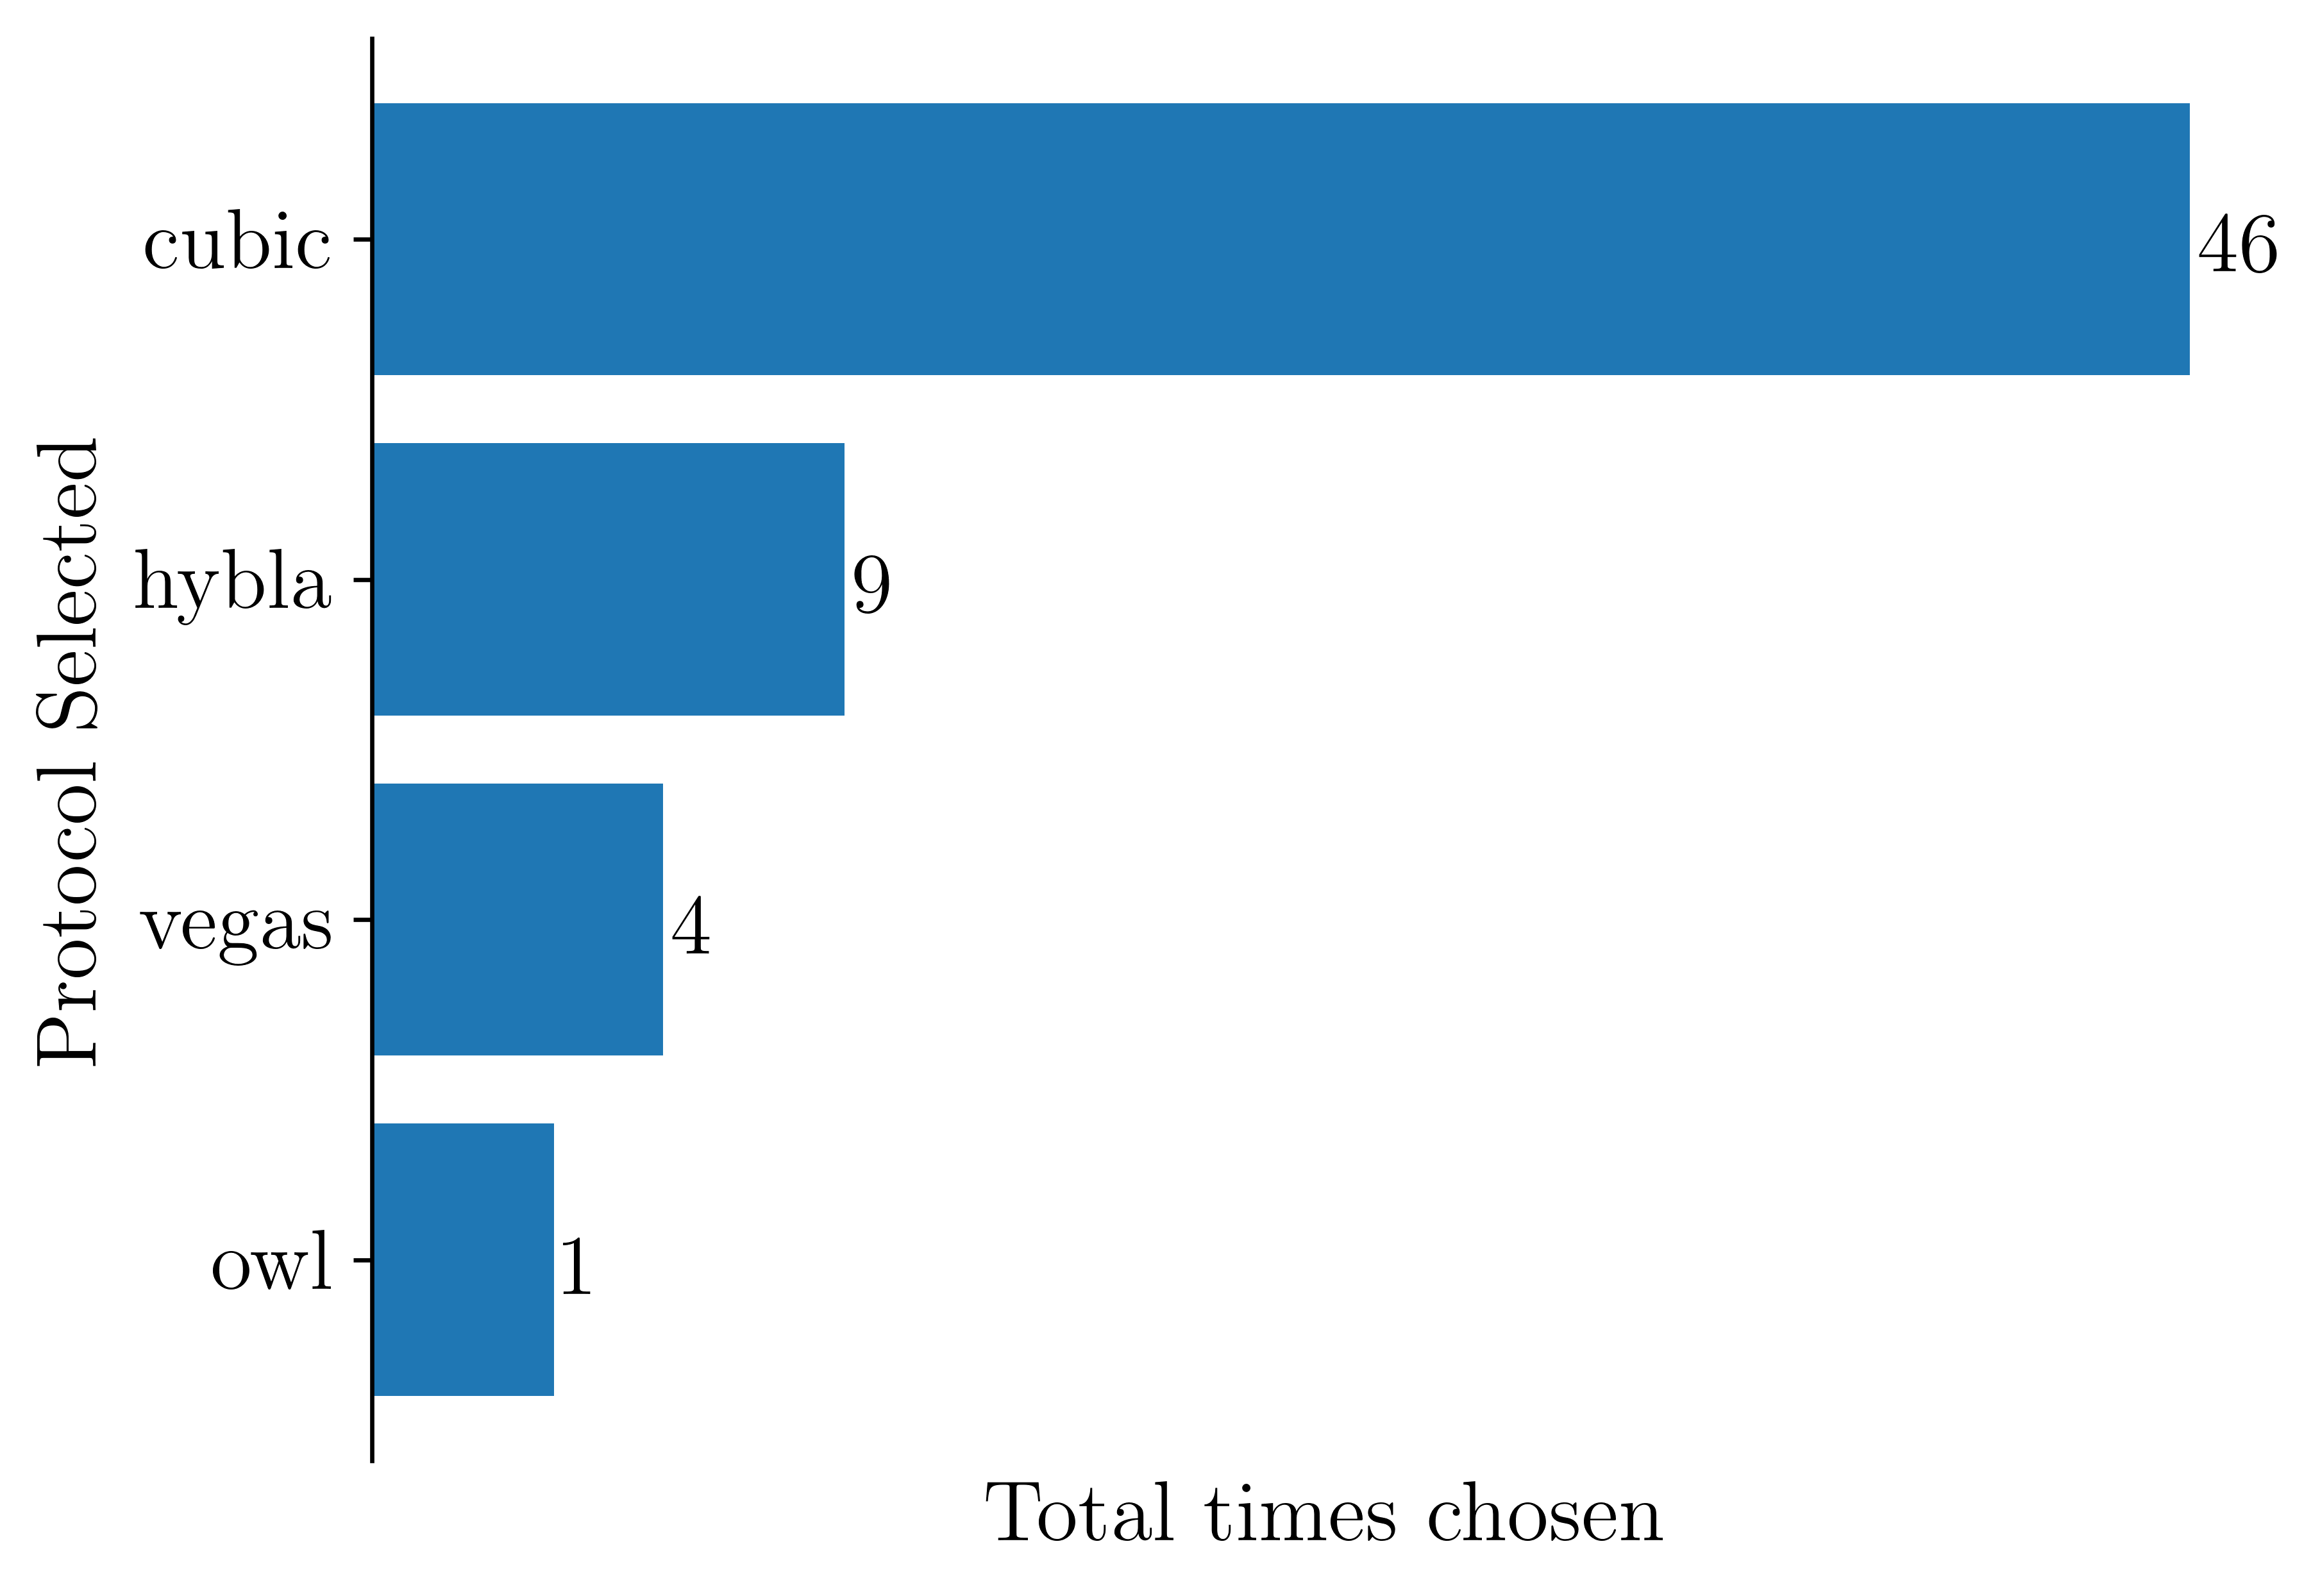 Protocol Selected
cubic
46
hybla
9
vegas
4
owl
1
Total times chosen